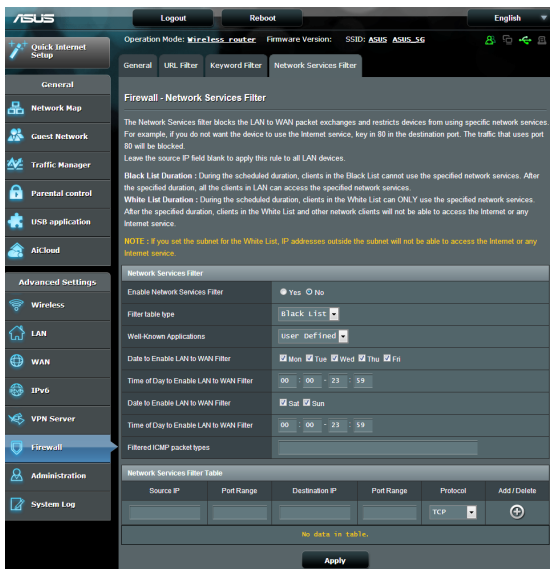 ASUS
Logout
Reboot
English
Operation Mode: Wireless router Firmware Version: SSID: ASUS ASUS_5G
Quick Internet
Setup
General
Network Map
Guest Network
Traffic Manager
Parental control
USB application
AiCloud
Advanced Settings
Wireless
LAN
WAN
IPv6
VPN Server
Firewall
Administration
System Log
General
URL Filter
Keyword Filter
Network Services Filter
Firewall - Network Services Filter
The Network Services filter blocks the LAN to WAN packet exchanges and restricts devices from using specific network services.
For example, if you do not want the device to use the Internet service, key in 80 in the destination port. The traffic that uses port
80 will be blocked.
Leave the source IP field blank to apply this rule to all LAN devices.
Black List Duration : During the scheduled duration, clients in the Black List cannot use the specified network services. After
the specified duration, all the clients in LAN can access the specified network services.
White List Duration : During the scheduled duration, clients in the White List can ONLY use the specified network services.
After the specified duration, clients in the White List and other network clients will not be able to access the Internet or any
Internet service.
NOTE : If you set the subnet for the White List, IP addresses outside the subnet will not be able to access the Internet or any
Internet service.
Network Services Filter
Enable Network Services Filter
Yes No
Filter table type
Black List
Well-Known Applications
User Defined
Date to Enable LAN to WAN Filter
Mon Tue Wed Thu Fri
Time of Day to Enable LAN to WAN Filter
00 : 00 - 23 : 59
Date to Enable LAN to WAN Filter
Sat Sun
Time of Day to Enable LAN to WAN Filter
00 : 00 - 23 : 59
Filtered ICMP packet types
Network Services Filter Table
Source IP
Port Range
Destination IP
Port Range
Protocol
Add / Delete
TCP
No data in table.
Apply